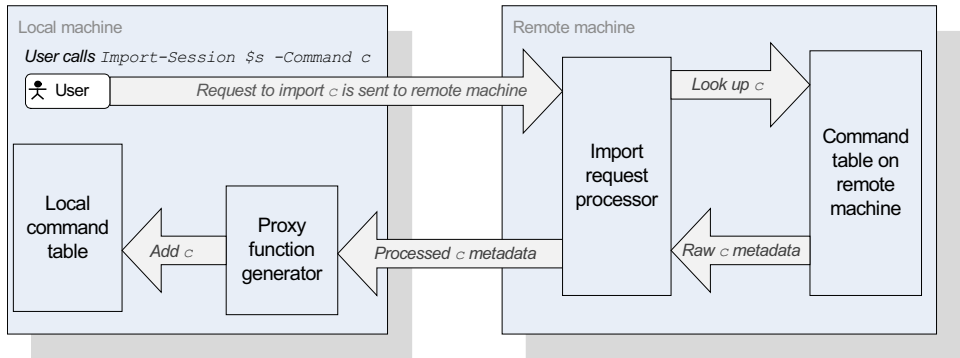 Local machine
Remote machine
User calls Import-Session $s -Command c
User
Request to import c is sent to remote machine
Look up c
Import
request
processor
Command
table on
remote
machine
Local
command
table
Add c
Proxy
function
generator
Processed c metadata
Raw c metadata